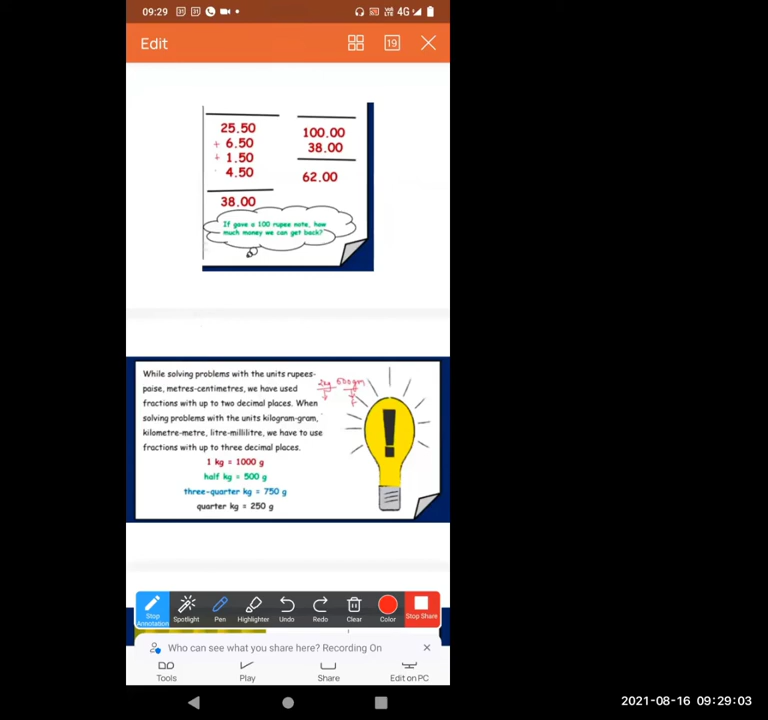 09:29
31 31
4G
Edit
19
25.50
+ 6.50
+ 1.50
4.50
38.00
100.00
38.00
62.00
If gave a 100 rupee note, how
much money we can get back?
While solving problems with the units rupees-
paise, metres-centimetres, we have used
fractions with up to two decimal places. When
solving problems with the units kilogram-gram,
kilometre-metre, litre-millilitre, we have to use
fractions with up to three decimal places.
2kg 500gm
1 kg = 1000 g
half kg = 500 g
three-quarter kg = 750 g
quarter kg = 250 g
!
Stop Annotation
Spotlight
Pen
Highlighter
Undo
Redo
Clear
Color
Stop Share
Who can see what you share here? Recording On
Tools
Play
Share
Edit on PC
2021-08-16 09:29:03